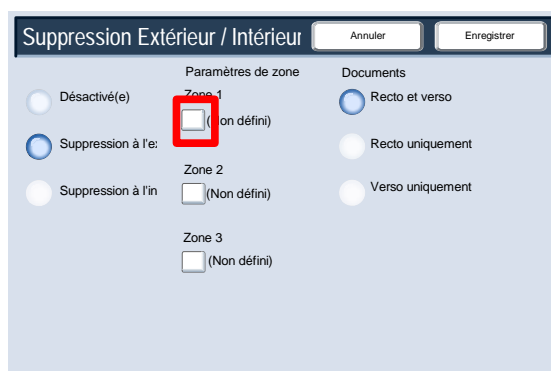 Suppression Extérieur / Intérieur
Annuler
Enregistrer
Paramètres de zone
Documents
Désactivé(e)
Zone 1
Recto et verso
(Non défini)
Suppression à l'e
Recto uniquement
Zone 2
Suppression à l'in
(Non défini)
Verso uniquement
Zone 3
(Non défini)